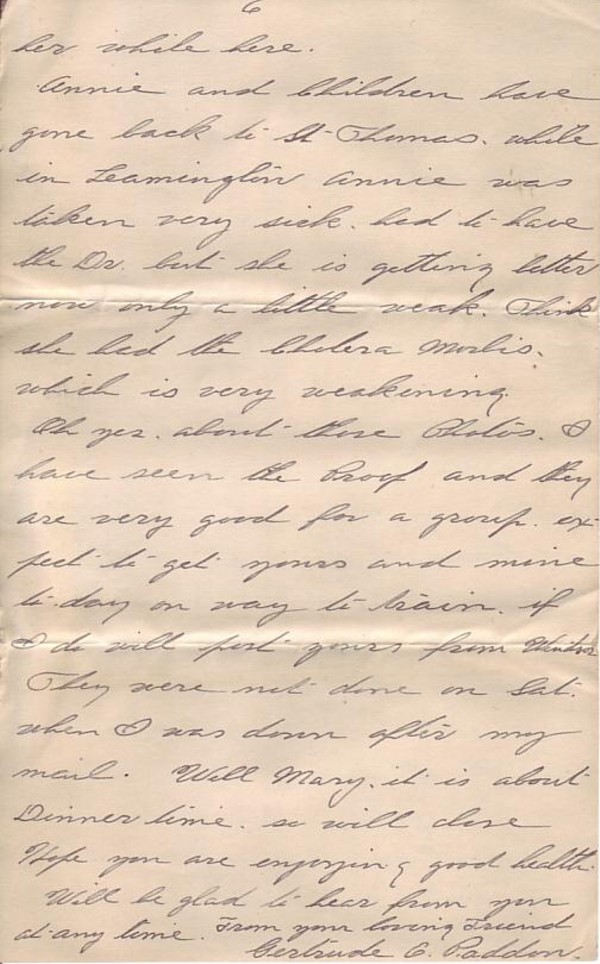 6
her while here.
Annie and Children have
gone back to St Thomas. while
in Leamington Annie was
taken very sick. had to have
the Dr. but she is getting better
now only a little weak. Think
she had the Cholera Morbis.
which is very weakening.
Oh yes. about those Photos. I
have seen the Proof and they
are very good for a group. ex-
pect to get yours and mine
to-day on way to train. if
I do will post yours from Windsor
They were not done on Sat.
when I was down after my
mail. Well Mary. it is about
Dinner time. so will close
Hope you are enjoying good health.
Will be glad to hear from you
at any time. From your loving Friend
Gertrude E. Paddon.